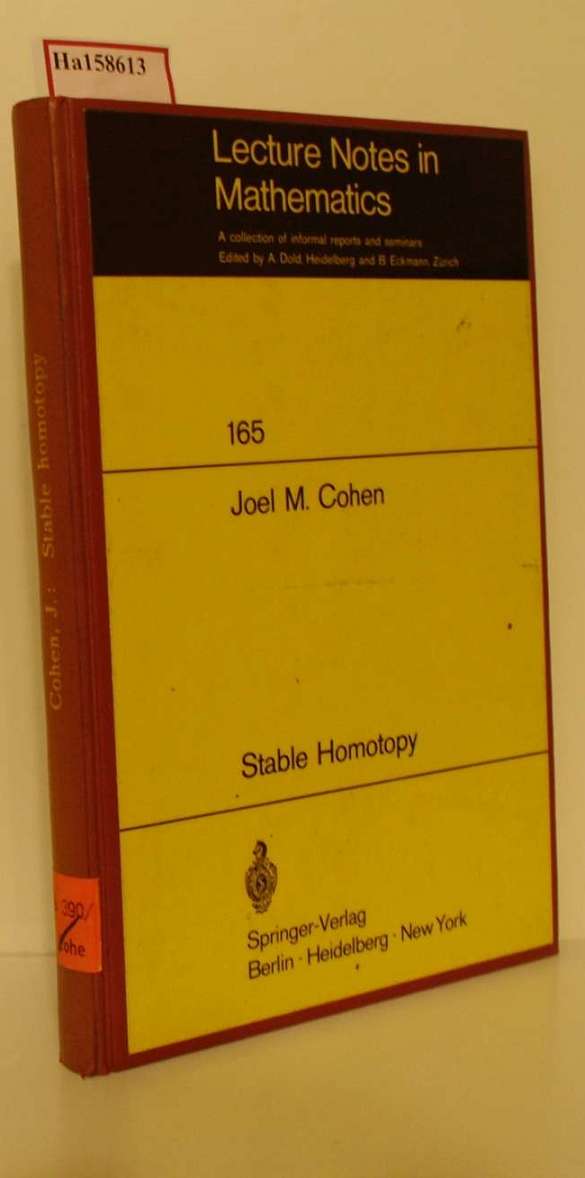 Ha158613
Lecture Notes in
Mathematics
A collection of informal reports and seminars
Edited by A. Dold, Heidelberg and B. Eckmann, Zürich
165
Joel M. Cohen
Stable Homotopy
Springer-Verlag
Berlin · Heidelberg · New York
Cohen, J.: Stable homotopy
390/
Cohe